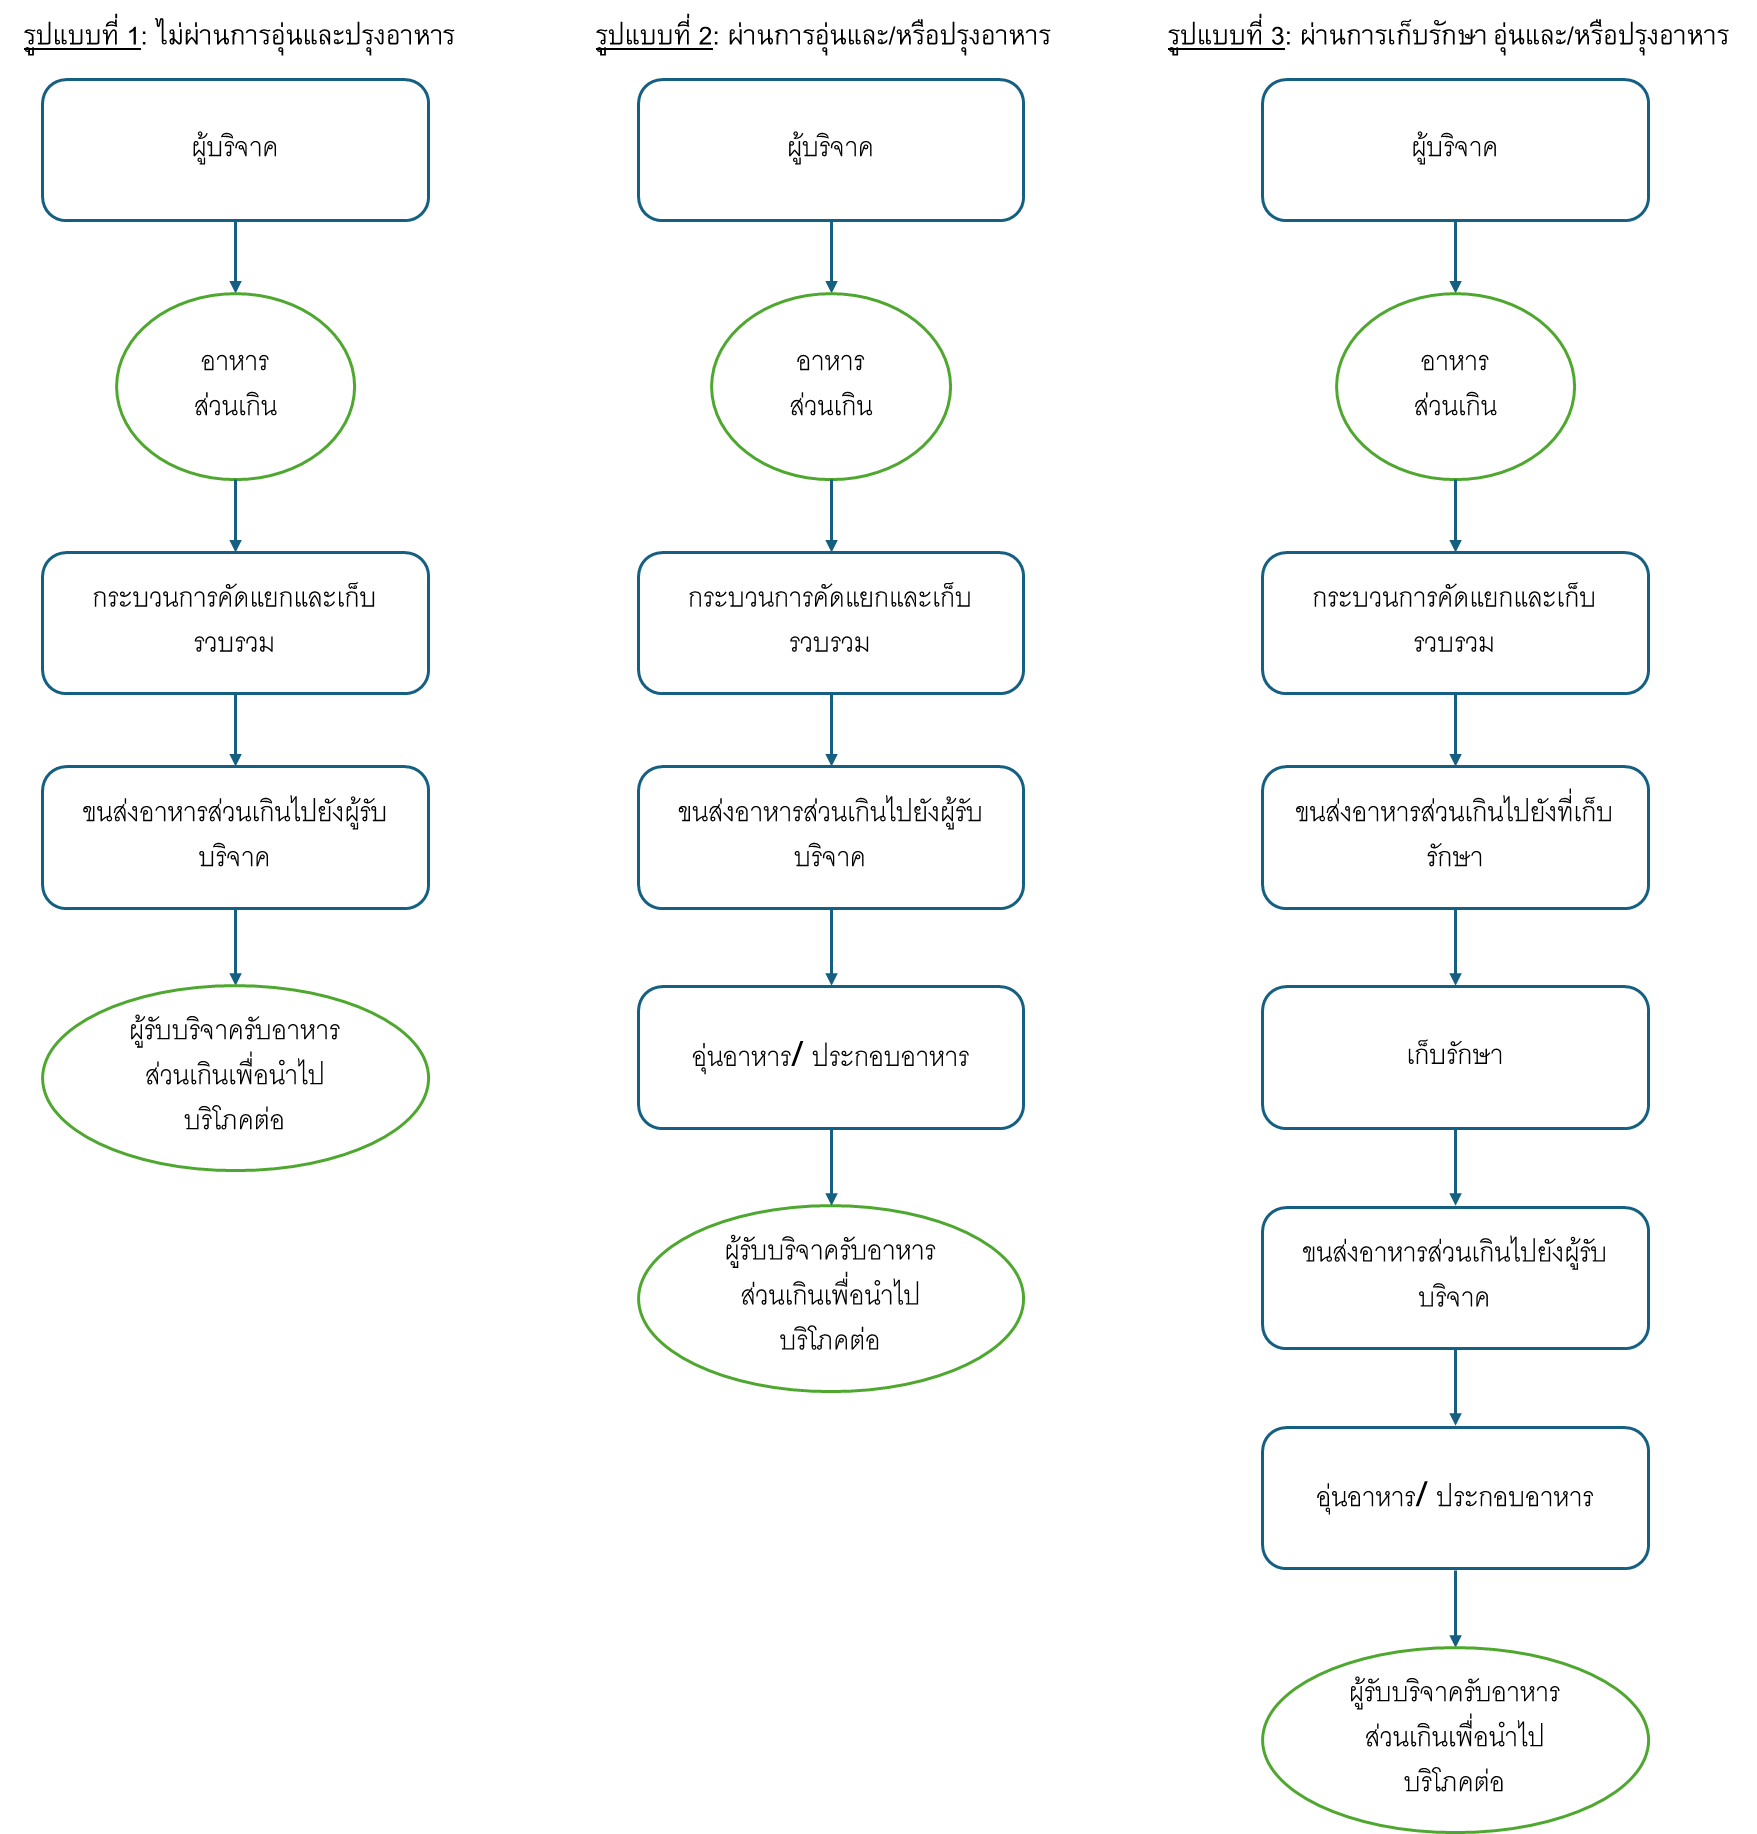 รูปแบบที่ 1: ไม่ผ่านการอุ่นและปรุงอาหาร
ผู้บริจาค
อาหาร
ส่วนเกิน
กระบวนการคัดแยกและเก็บ
รวบรวม
ขนส่งอาหารส่วนเกินไปยังผู้รับ
บริจาค
ผู้รับบริจาครับอาหาร
ส่วนเกินเพื่อนำไป
บริโภคต่อ
รูปแบบที่ 2: ผ่านการอุ่นและ/หรือปรุงอาหาร
ผู้บริจาค
อาหาร
ส่วนเกิน
กระบวนการคัดแยกและเก็บ
รวบรวม
ขนส่งอาหารส่วนเกินไปยังผู้รับ
บริจาค
อุ่นอาหาร/ ประกอบอาหาร
ผู้รับบริจาครับอาหาร
ส่วนเกินเพื่อนำไป
บริโภคต่อ
รูปแบบที่ 3: ผ่านการเก็บรักษา อุ่นและ/หรือปรุงอาหาร
ผู้บริจาค
อาหาร
ส่วนเกิน
กระบวนการคัดแยกและเก็บ
รวบรวม
ขนส่งอาหารส่วนเกินไปยังที่เก็บ
รักษา
เก็บรักษา
ขนส่งอาหารส่วนเกินไปยังผู้รับ
บริจาค
อุ่นอาหาร/ ประกอบอาหาร
ผู้รับบริจาครับอาหาร
ส่วนเกินเพื่อนำไป
บริโภคต่อ